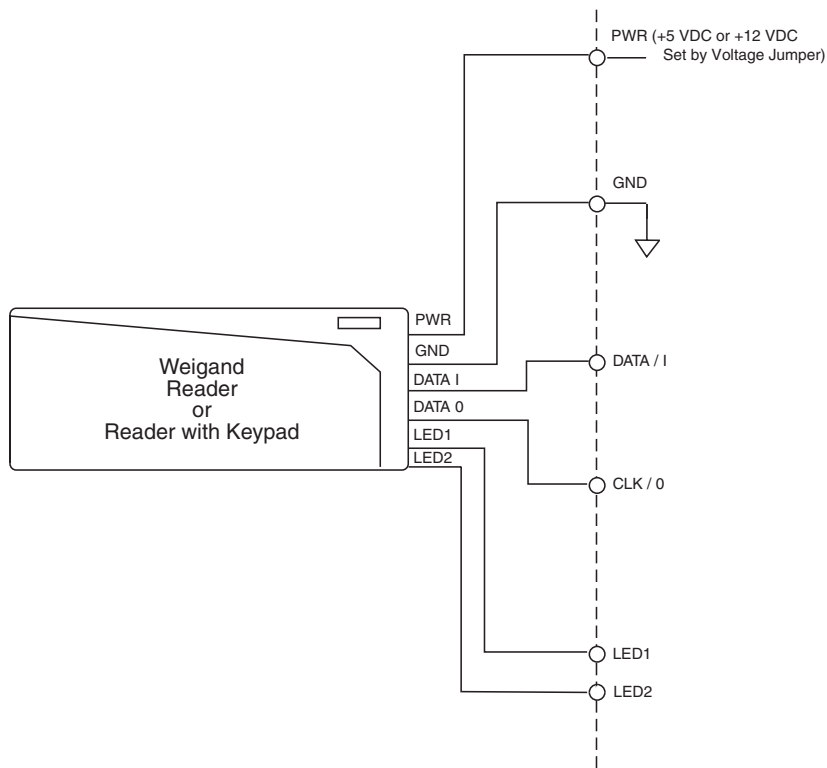 PWR (+5 VDC or +12 VDC
Set by Voltage Jumper)
GND
PWR
GND
DATA I
DATA 0
LED1
LED2
Weigand
Reader
or
Reader with Keypad
DATA / I
CLK / 0
LED1
LED2